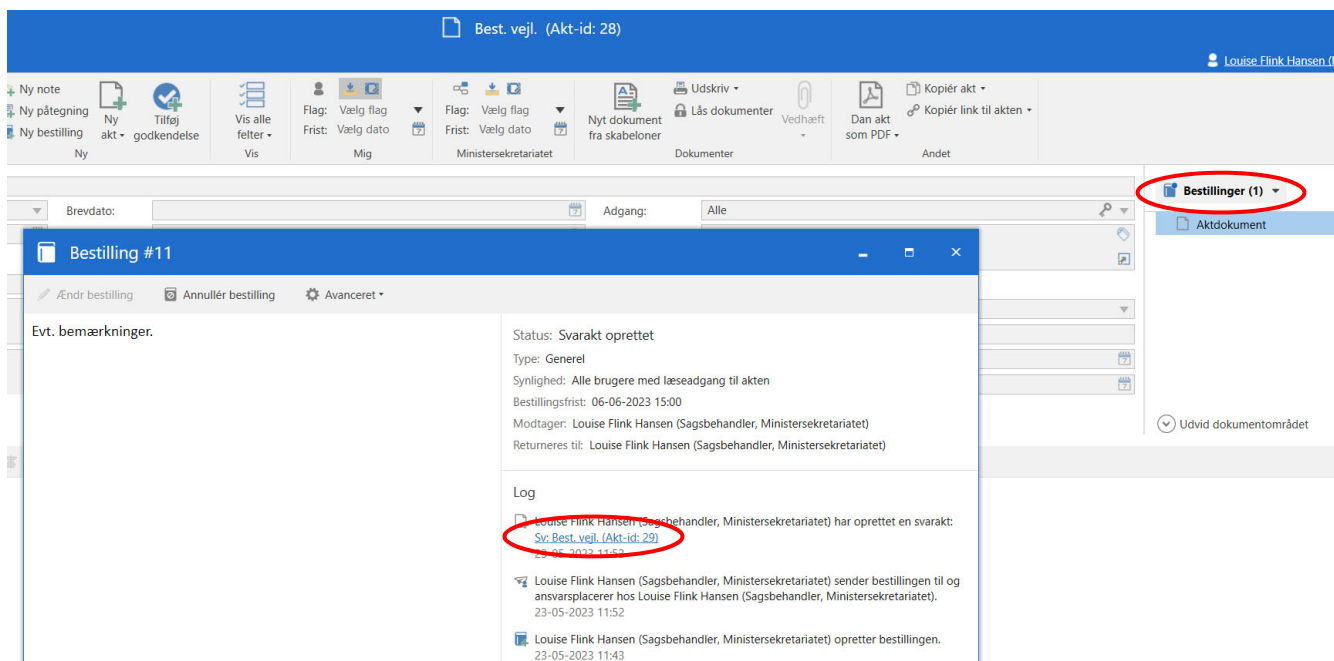 Best. vejl. (Akt-id: 28)
Louise Flink Hansen
Ny note
Ny påtegning
Ny bestilling
Ny akt
Tilføj godkendelse
Ny
Vis alle felter
Vis
Flag: Vælg flag
Frist: Vælg dato
Mig
Flag: Vælg flag
Frist: Vælg dato
Ministersekretariatet
Nyt dokument fra skabeloner
Udskriv
Lås dokumenter
Vedhæft
Dokumenter
Dan akt som PDF
Kopiér akt
Kopiér link til akten
Andet
Brevdato:
Adgang: Alle
Bestillinger (1)
Aktdokument
Udvid dokumentområdet
Bestilling #11
Ændr bestilling
Annullér bestilling
Avanceret
Evt. bemærkninger.
Status: Svarakt oprettet
Type: Generel
Synlighed: Alle brugere med læseadgang til akten
Bestillingsfrist: 06-06-2023 15:00
Modtager: Louise Flink Hansen (Sagsbehandler, Ministersekretariatet)
Returneres til: Louise Flink Hansen (Sagsbehandler, Ministersekretariatet)
Log
Louise Flink Hansen (Sagsbehandler, Ministersekretariatet) har oprettet en svarakt:
Sv: Best. vejl. (Akt-id: 29)
23-05-2023 11:53
Louise Flink Hansen (Sagsbehandler, Ministersekretariatet) sender bestillingen til og
ansvarsplacerer hos Louise Flink Hansen (Sagsbehandler, Ministersekretariatet).
23-05-2023 11:52
Louise Flink Hansen (Sagsbehandler, Ministersekretariatet) opretter bestillingen.
23-05-2023 11:43